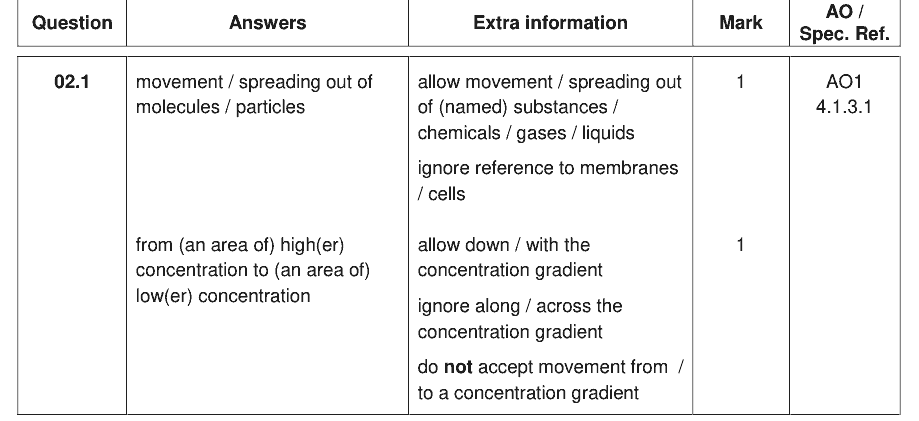 Question Answers Extra information Mark AO /
Spec. Ref.
02.1 movement / spreading out of allow movement / spreading out 1 AO1
molecules / particles of (named) substances / 4.1.3.1
chemicals / gases / liquids
ignore reference to membranes
/ cells
from (an area of) high(er) allow down / with the 1
concentration to (an area of) concentration gradient
low(er) concentration
ignore along / across the
concentration gradient
do not accept movement from /
to a concentration gradient